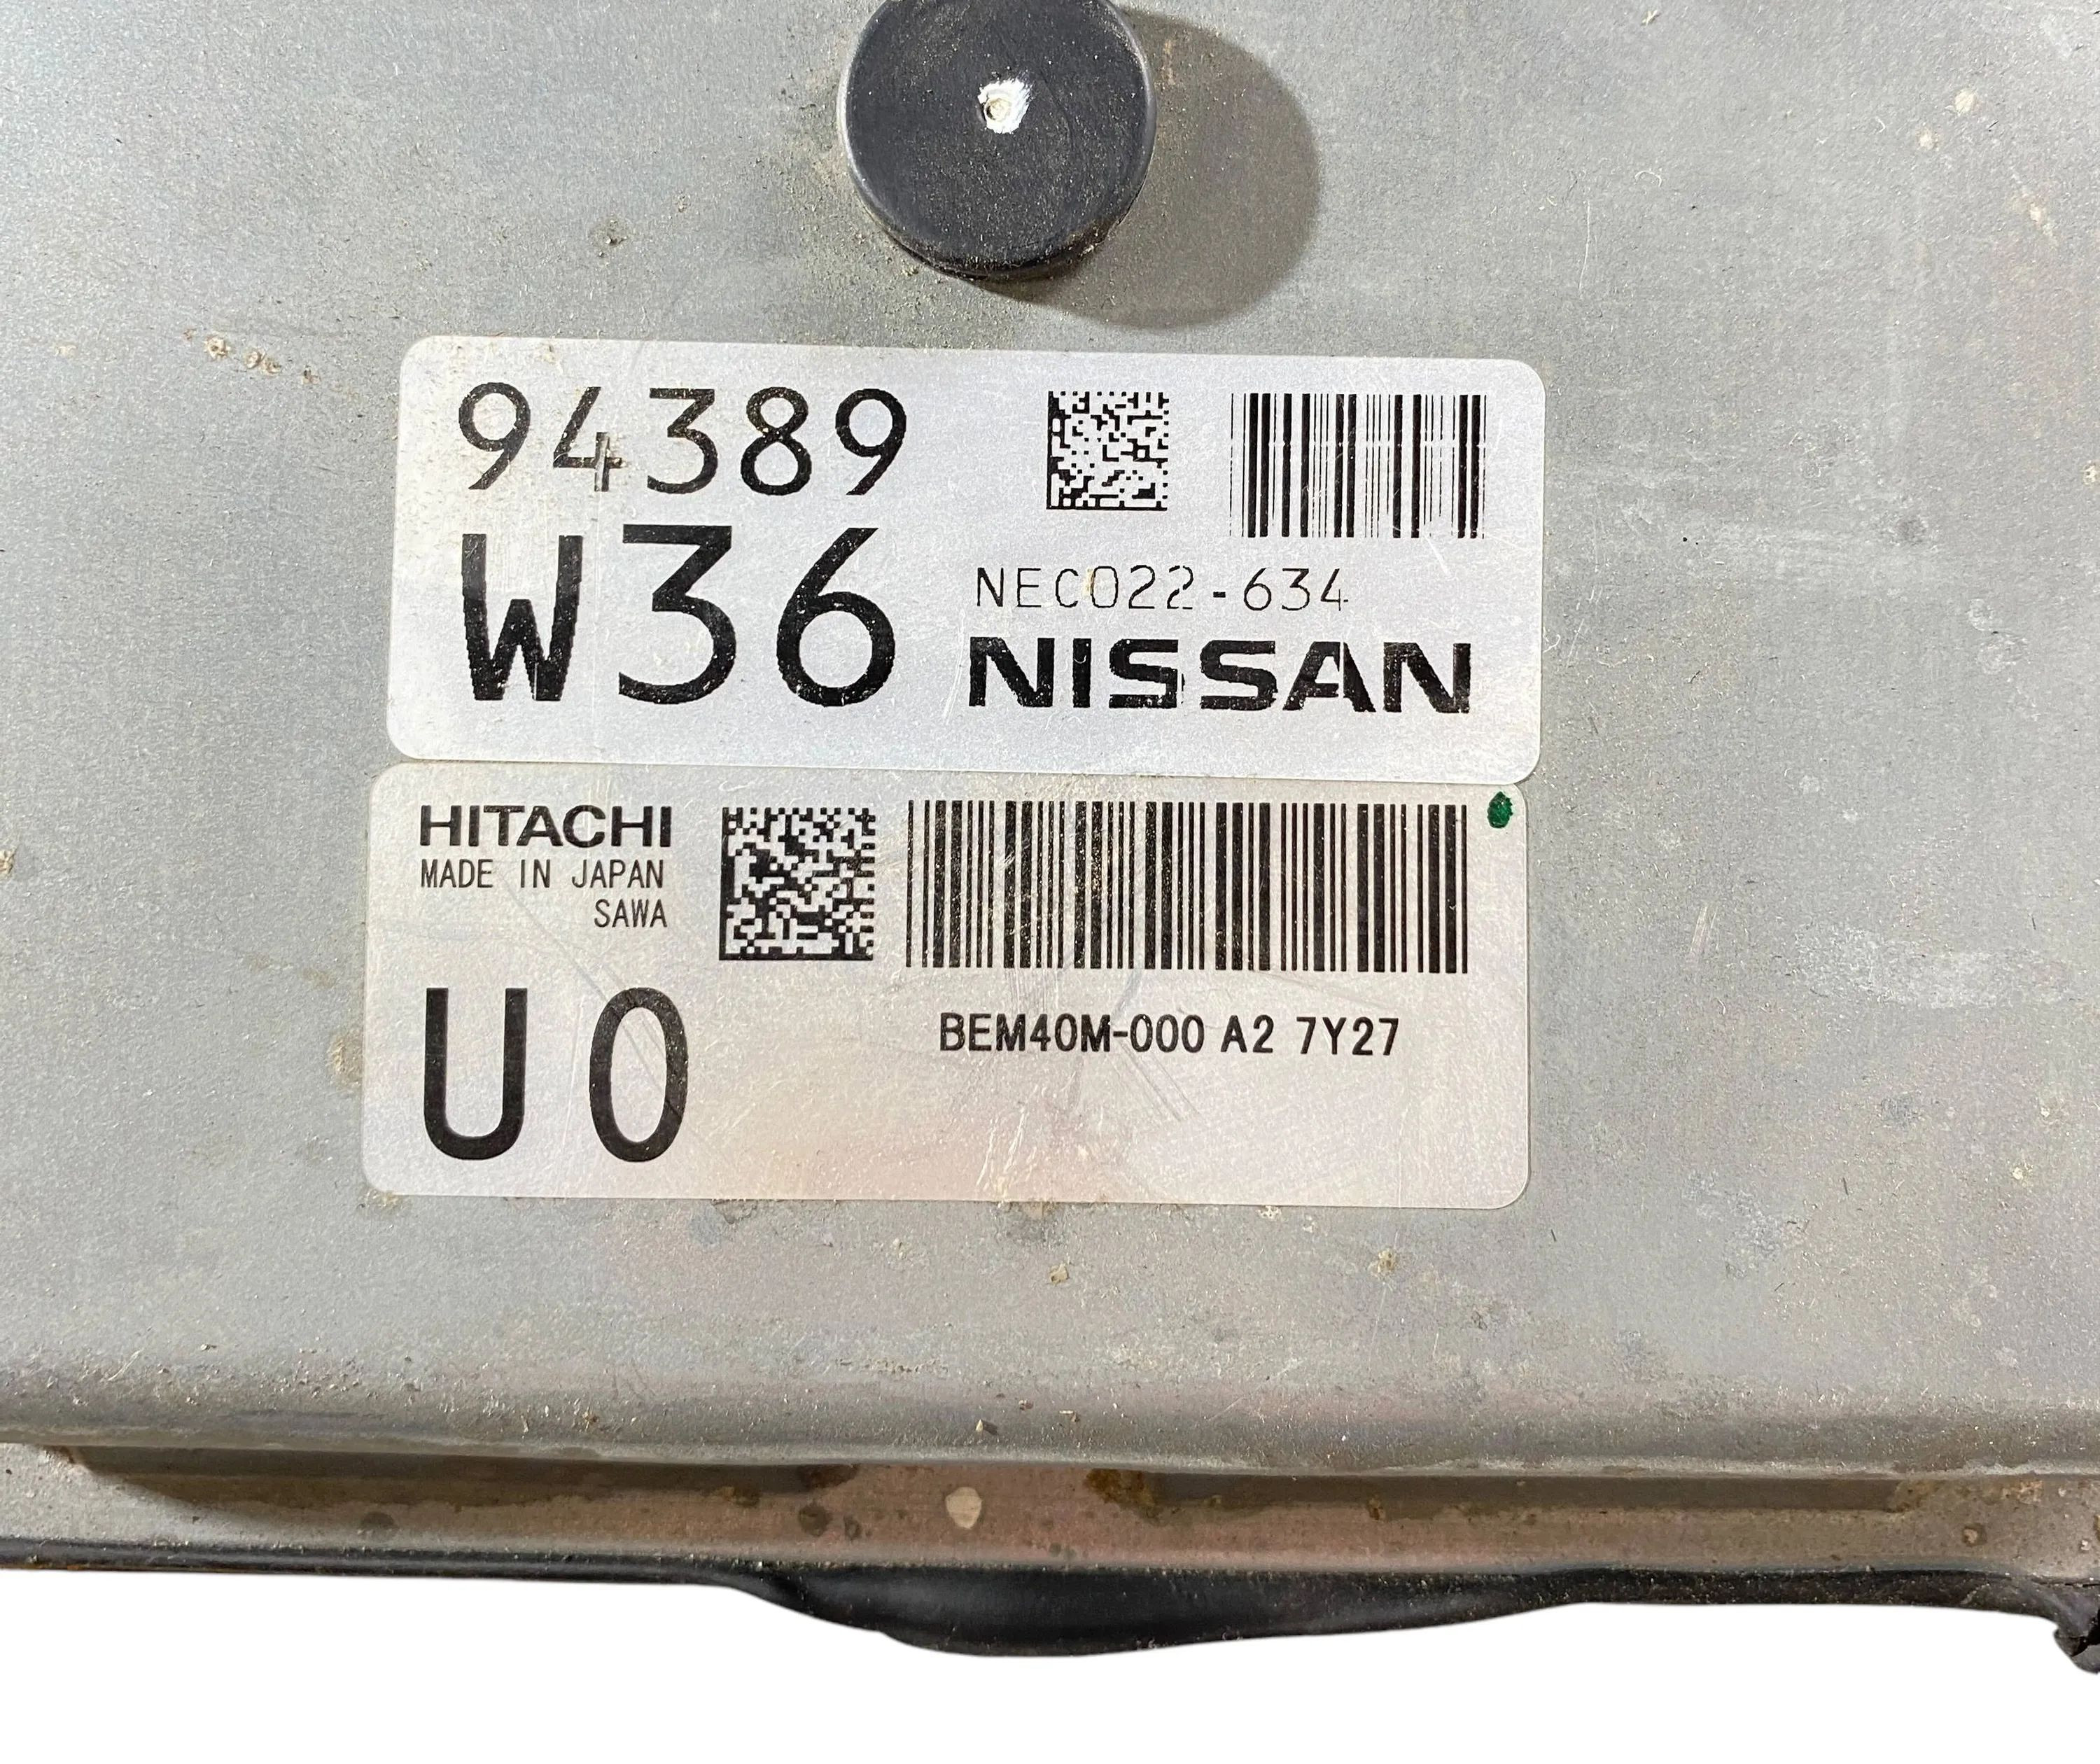 94389
W36
NEC022-634
NISSAN
HITACHI
MADE IN JAPAN
SAWA
U0
BEM40M-000 A2 7Y27